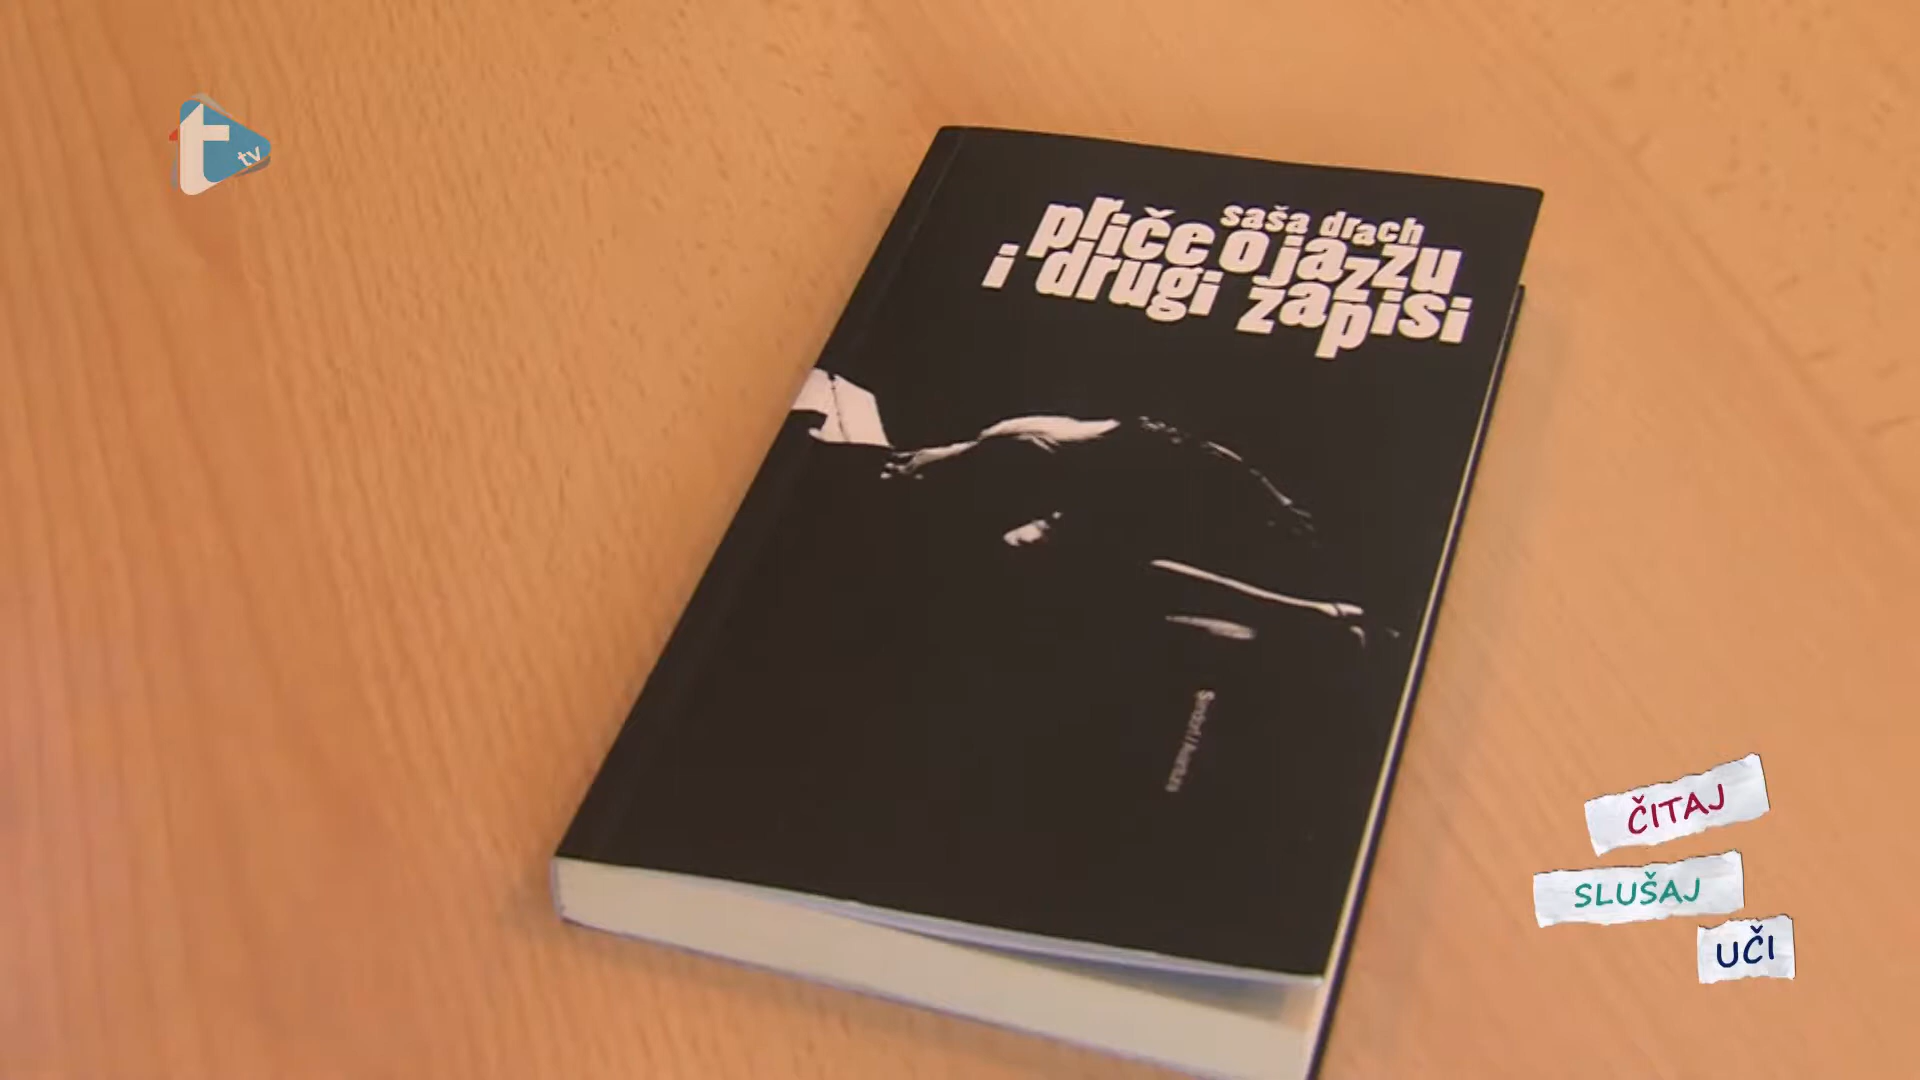 t
tv
saša drach
priče o jazzu
i drugi zapisi
ČITAJ
SLUŠAJ
UČI